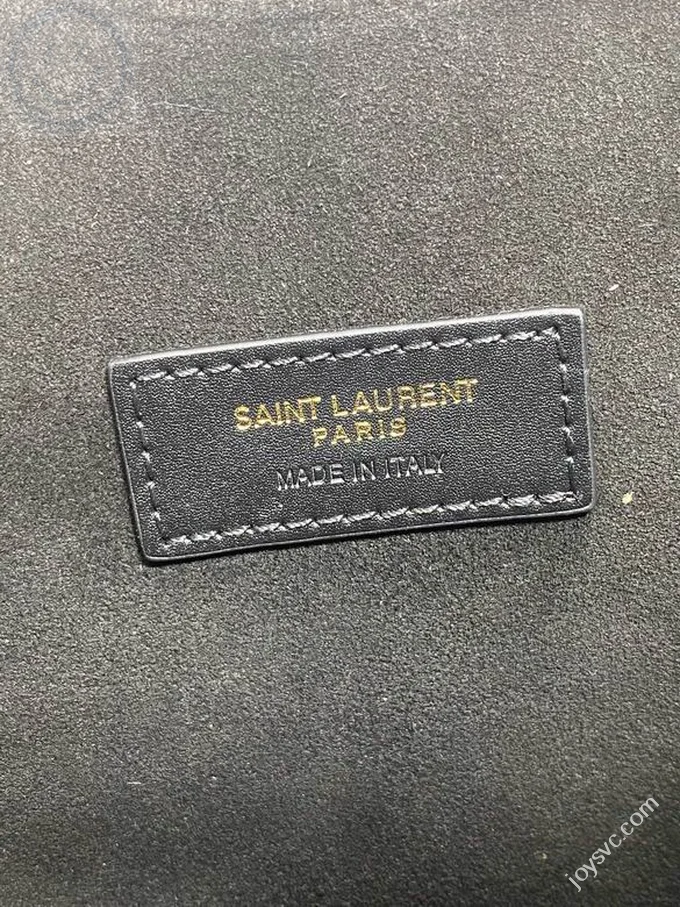 SAINT LAURENT
PARIS
MADE IN ITALY
joysvc.com